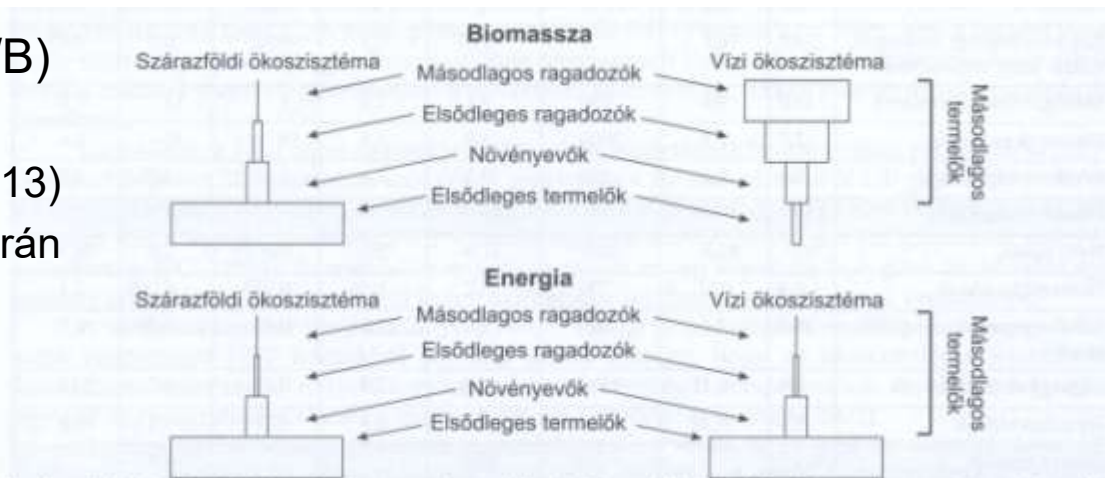 /B)
13)
rán
Biomassza
Szárazföldi ökoszisztéma
Vízi ökoszisztéma
Másodlagos ragadozók
Elsődleges ragadozók
Növényevők
Elsődleges termelők
Másodlagos
termelők
Energia
Szárazföldi ökoszisztéma
Vízi ökoszisztéma
Másodlagos ragadozók
Elsődleges ragadozók
Növényevők
Elsődleges termelők
Másodlagos
termelők